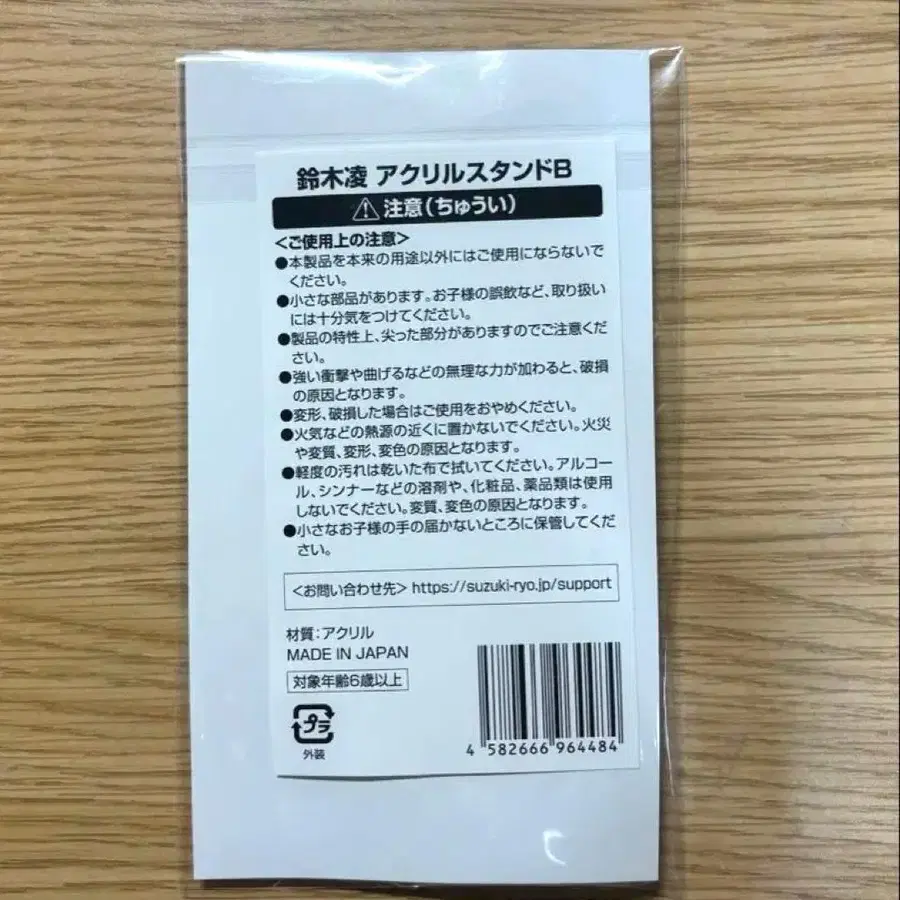 鈴木凌 アクリルスタンドB
注意(ちゅうい)
<ご使用上の注意>
●本製品を本来の用途以外にはご使用にならないで
ください。
●小さな部品があります。お子様の誤飲など、取り扱い
には十分気をつけてください。
●製品の特性上、尖った部分がありますのでご注意くだ
さい。
●強い衝撃や曲げるなどの無理な力が加わると、破損
の原因となります。
●変形、破損した場合はご使用をおやめください。
●火気などの熱源の近くに置かないでください。火災
や変質、変形、変色の原因となります。
●軽度の汚れは乾いた布で拭いてください。アルコー
ル、シンナーなどの溶剤や、化粧品、薬品類は使用
しないでください。変質、変色の原因となります。
●小さなお子様の手の届かないところに保管してくだ
さい。
<お問い合わせ先> https://suzuki-ryo.jp/support
材質:アクリル
MADE IN JAPAN
対象年齢6歳以上
プラ
外装
4 582666 964484